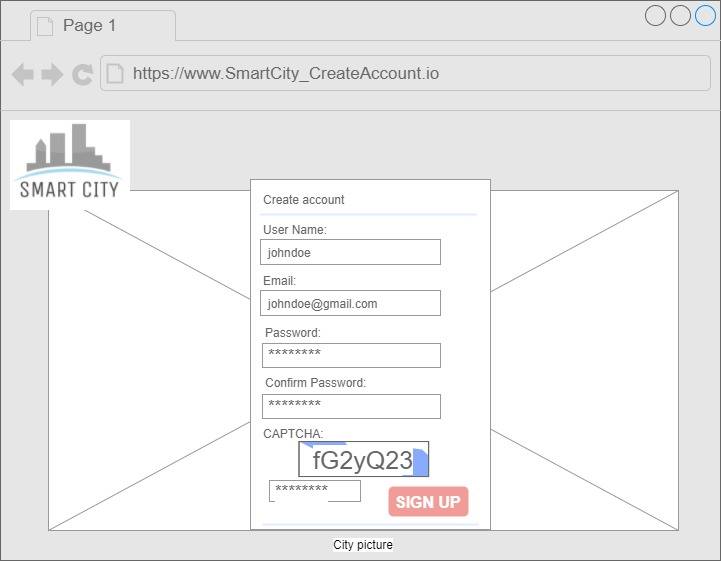 Page 1
https://www.SmartCity_CreateAccount.io
SMART CITY
Create account
User Name:
johndoe
Email:
johndoe@gmail.com
Password:
********
Confirm Password:
********
CAPTCHA:
fG2yQ23
********
SIGN UP
City picture